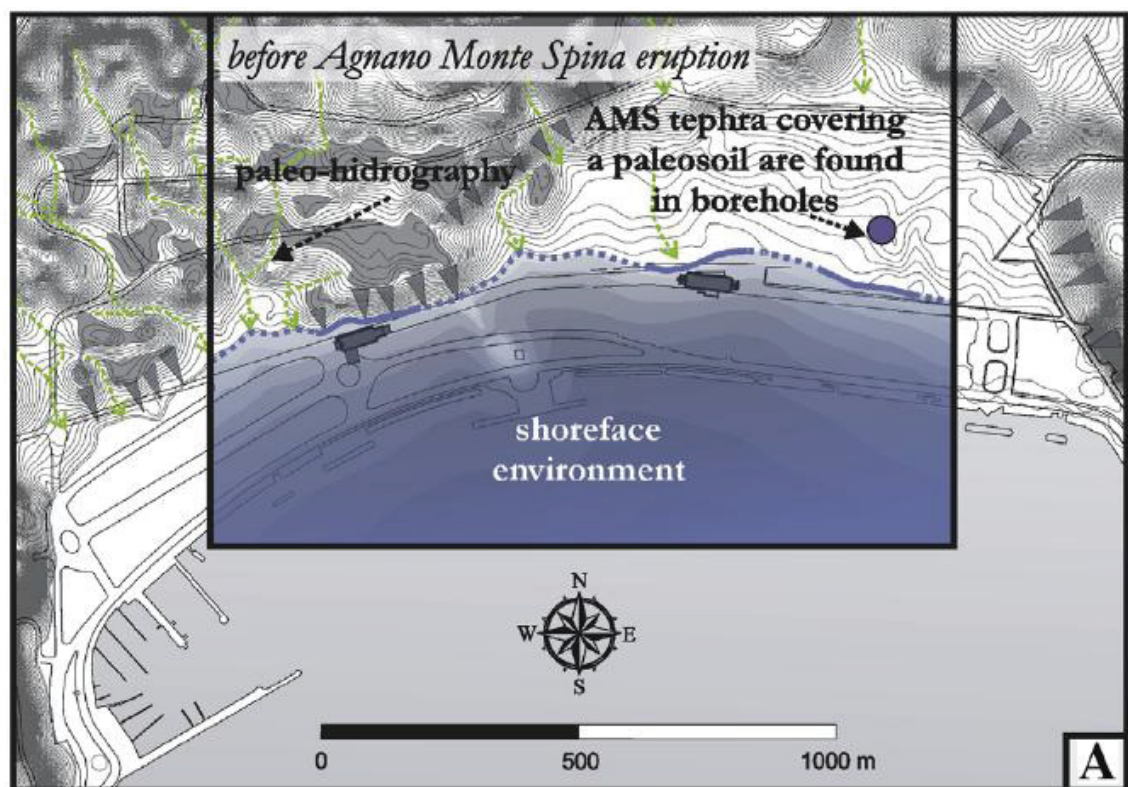 before Agnano Monte Spina eruption
AMS tephra covering
a paleosoil are found
in boreholes
paleo-hidrography
shoreface
environment
N
W E
S
0 500 1000 m
A